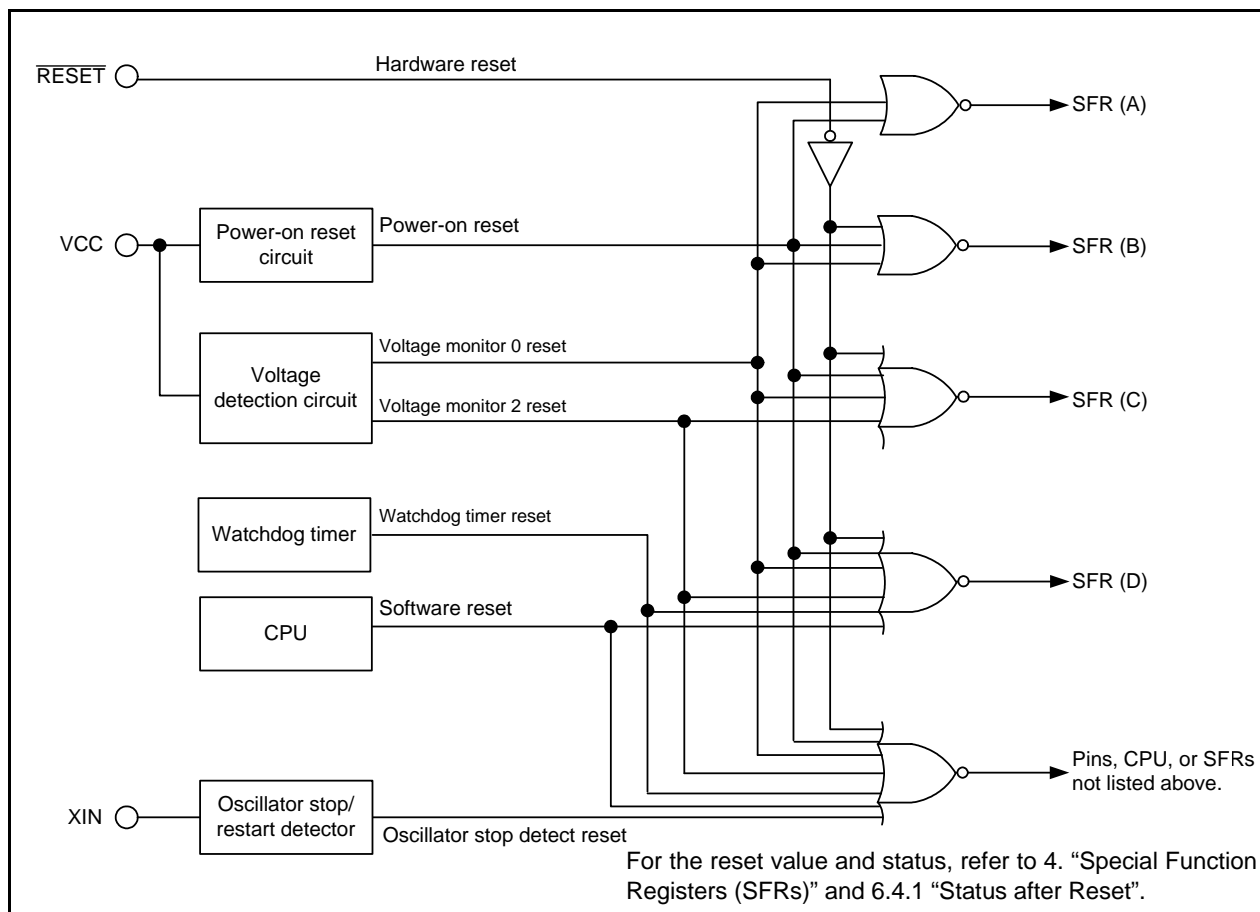 RESET
Hardware reset
SFR (A)
VCC
Power-on reset
circuit
Power-on reset
SFR (B)
Voltage
detection circuit
Voltage monitor 0 reset
Voltage monitor 2 reset
SFR (C)
Watchdog timer
Watchdog timer reset
SFR (D)
CPU
Software reset
Pins, CPU, or SFRs
not listed above.
XIN
Oscillator stop/
restart detector
Oscillator stop detect reset
For the reset value and status, refer to 4. “Special Function
Registers (SFRs)” and 6.4.1 “Status after Reset”.